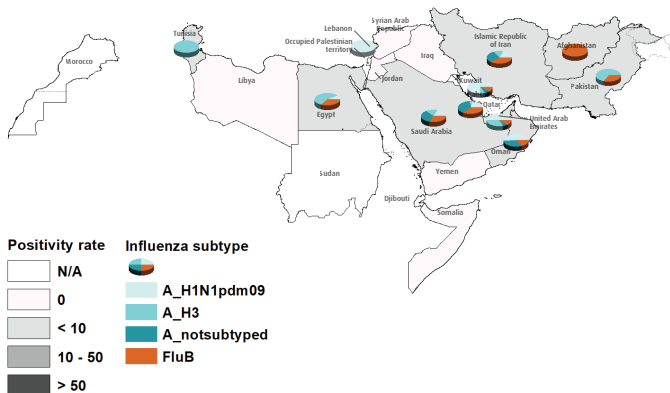 Tunisia
Lebanon
Syrian Arab
Republic
Occupied Palestinian
territory
Islamic Republic
of Iran
Afghanistan
Morocco
Iraq
Libya
Jordan
Kuwait
Pakistan
Qatar
Egypt
United Arab
Emirates
Saudi Arabia
Oman
Sudan
Yemen
Djibouti
Somalia
Positivity rate
N/A
0
< 10
10 - 50
> 50
Influenza subtype
A_H1N1pdm09
A_H3
A_notsubtyped
FluB